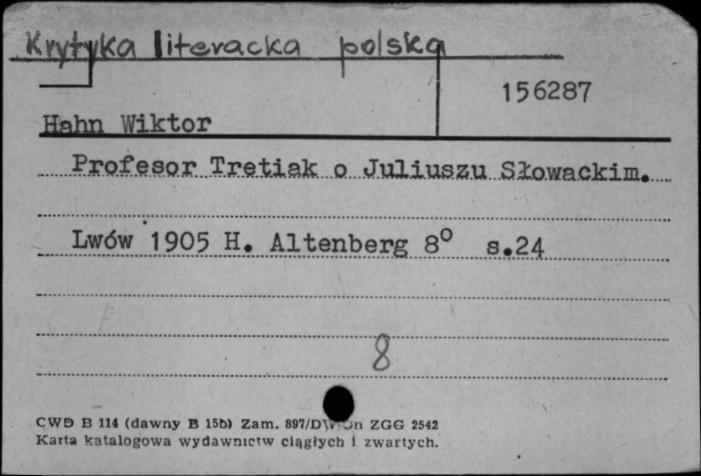 Krytyka literacka polska
156287
Hahn Wiktor
Profesor Tretiak o Juliuszu Słowackim.
Lwów 1905 H. Altenberg 8° s.24
8
CWD B 114 (dawny B 15b) Zam. 897/DW ZGG 2542
Karta katalogowa wydawnictw ciągłych i zwartych.